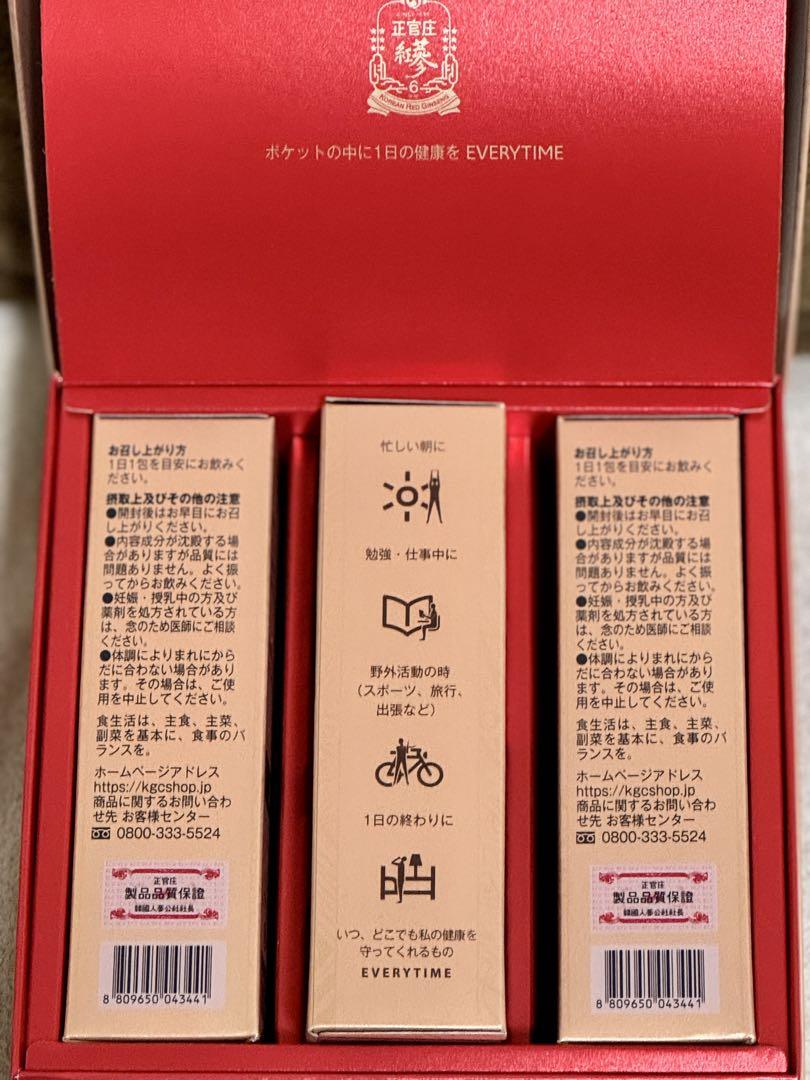 正官庄
紅蔘
6
KOREAN RED GINSENG
ポケットの中に1日の健康を EVERYTIME
お召し上がり方
1日1包を目安にお飲みく
ださい。
摂取上及びその他の注意
●開封後はお早目にお召
し上がりください。
●内容成分が沈殿する場
合がありますが品質には
問題ありません。よく振
ってからお飲みください。
●妊娠・授乳中の方及び
薬剤を処方されている方
は、念のため医師にご相談
ください。
●体調によりまれにから
だに合わない場合があり
ます。その場合は、ご使
用を中止してください。
食生活は、主食、主菜、
副菜を基本に、食事のバ
ランスを。
ホームページアドレス
https://kgcshop.jp
商品に関するお問い合わ
せ先 お客様センター
0800-333-5524
正官庄
製品品質保證
韓國人蔘公社社長
8 809650 043441
忙しい朝に
勉強・仕事中に
野外活動の時
（スポーツ、旅行、
出張など）
1日の終わりに
いつ、どこでも私の健康を
守ってくれるもの
EVERYTIME
お召し上がり方
1日1包を目安にお飲みく
ださい。
摂取上及びその他の注意
●開封後はお早目にお召
し上がりください。
●内容成分が沈殿する場
合がありますが品質には
問題ありません。よく振
ってからお飲みください。
●妊娠・授乳中の方及び
薬剤を処方されている方
は、念のため医師にご相談
ください。
●体調によりまれにから
だに合わない場合があり
ます。その場合は、ご使
用を中止してください。
食生活は、主食、主菜、
副菜を基本に、食事のバ
ランスを。
ホームページアドレス
https://kgcshop.jp
商品に関するお問い合わ
せ先 お客様センター
0800-333-5524
正官庄
製品品質保證
韓國人蔘公社社長
8 809650 043441